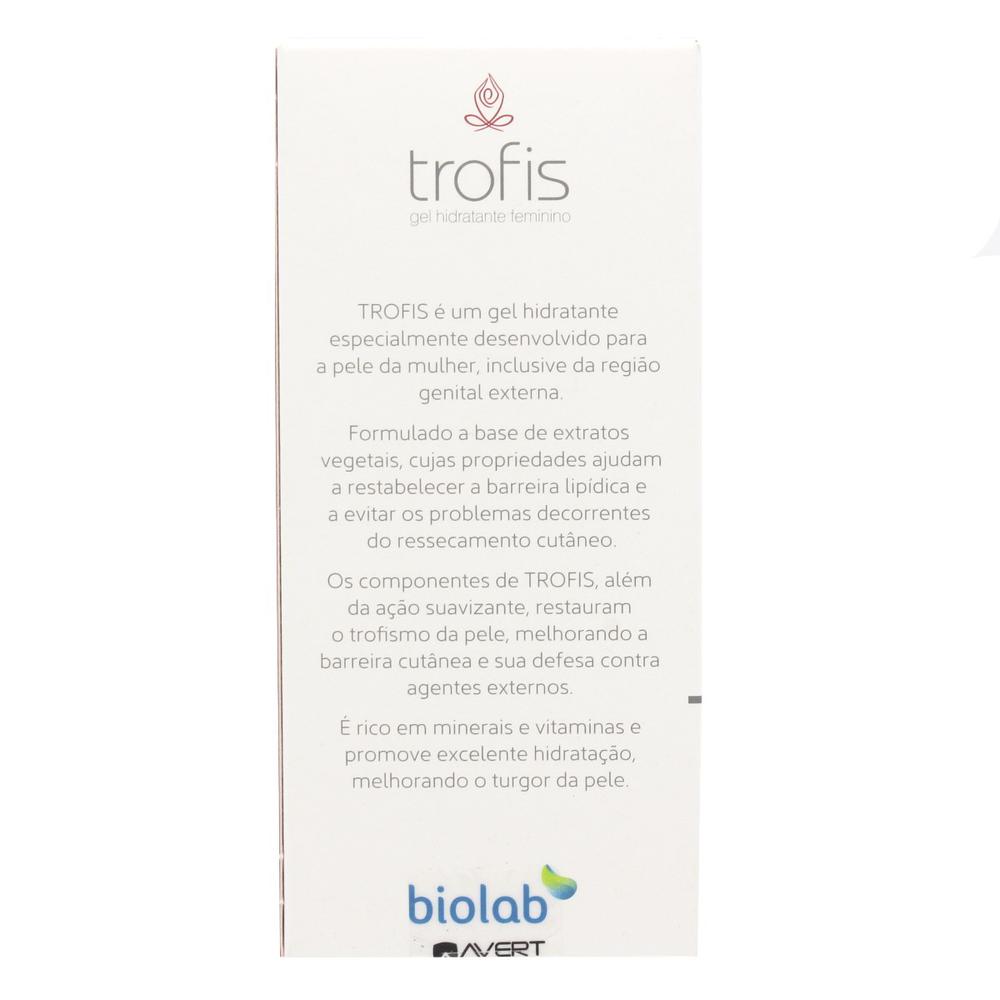 trofis
gel hidratante feminino
TROFIS é um gel hidratante
especialmente desenvolvido para
a pele da mulher, inclusive da região
genital externa.
Formulado a base de extratos
vegetais, cujas propriedades ajudam
a restabelecer a barreira lipídica e
a evitar os problemas decorrentes
do ressecamento cutâneo.
Os componentes de TROFIS, além
da ação suavizante, restauram
o trofismo da pele, melhorando a
barreira cutânea e sua defesa contra
agentes externos.
É rico em minerais e vitaminas e
promove excelente hidratação,
melhorando o turgor da pele.
biolab
AVERT